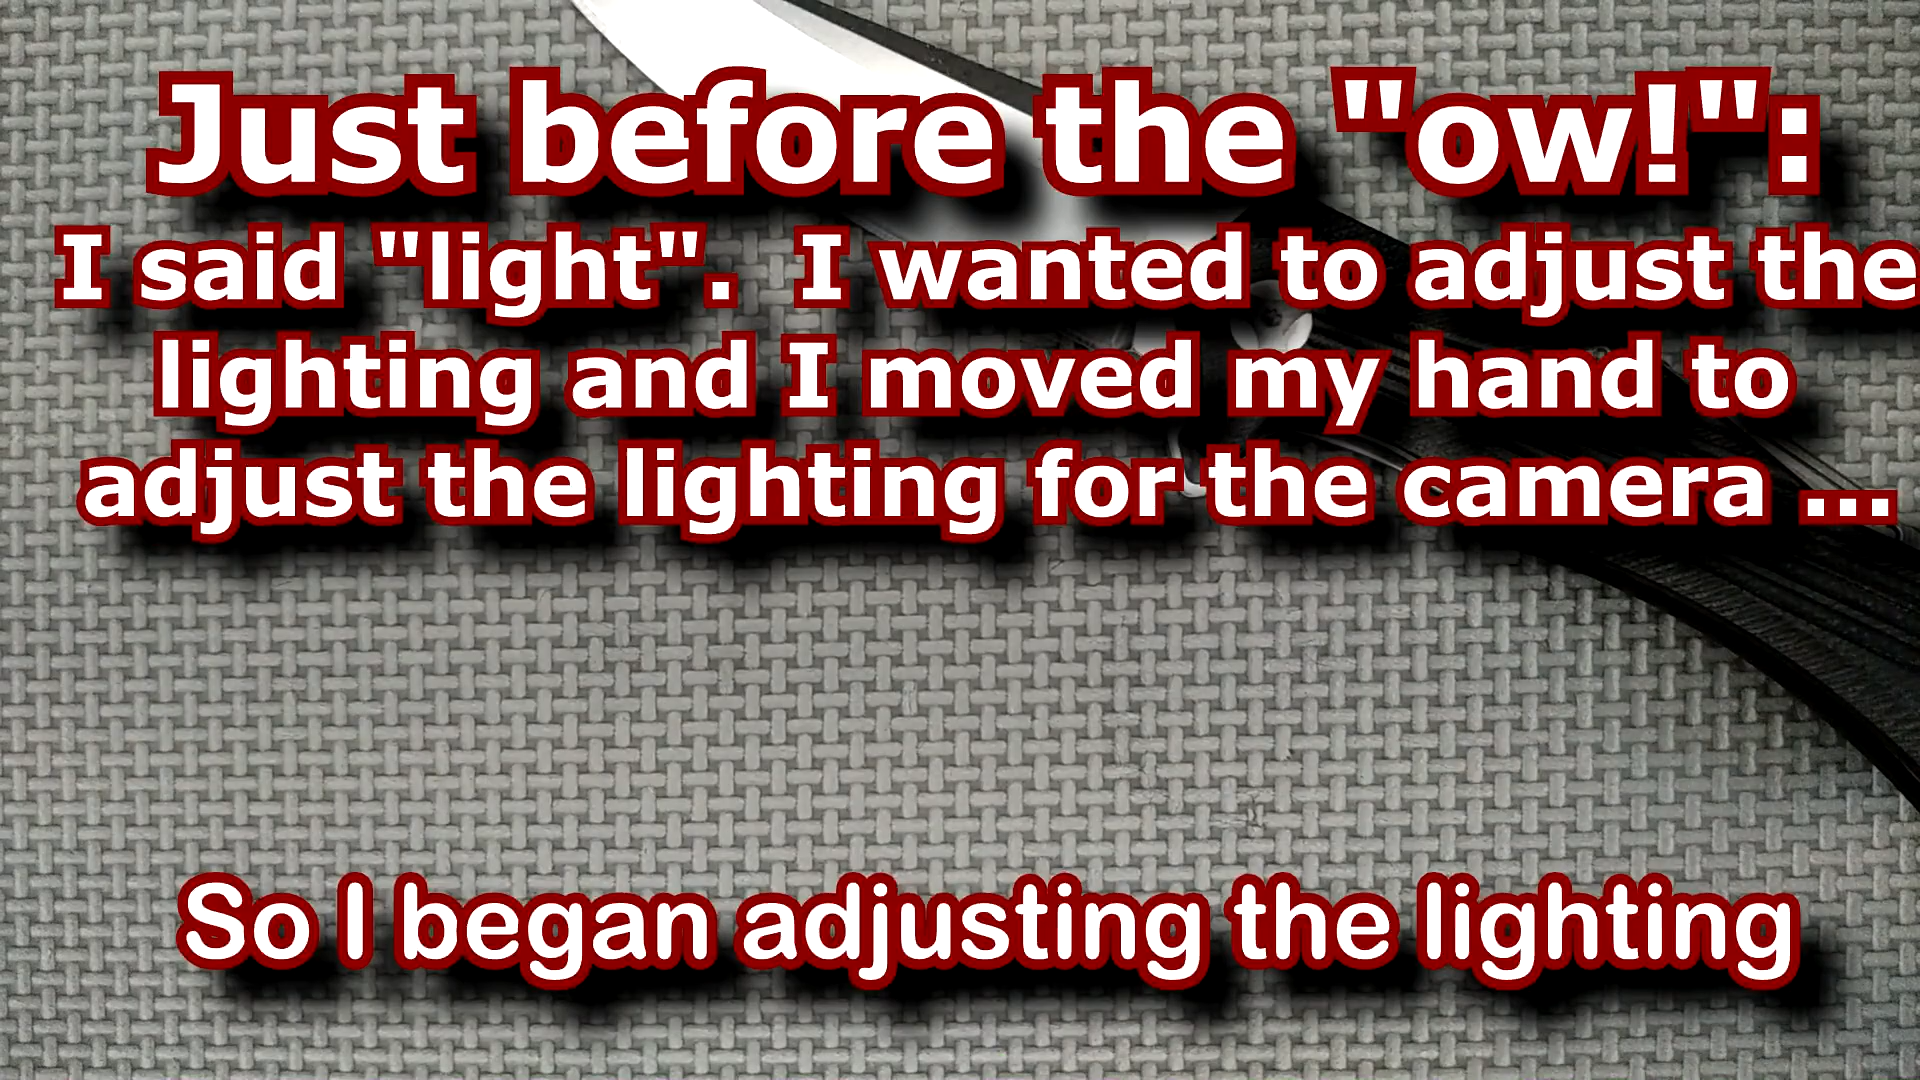 Just before the "ow!":
I said "light".  I wanted to adjust the
lighting and I moved my hand to
adjust the lighting for the camera ...
So I began adjusting the lighting